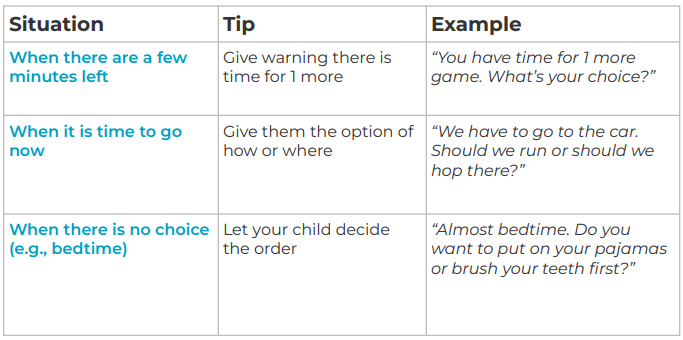 Situation
Tip
Example
When there are a few
minutes left
Give warning there is
time for 1 more
“You have time for 1 more
game. What’s your choice?”
When it is time to go
now
Give them the option of
how or where
“We have to go to the car.
Should we run or should we
hop there?”
When there is no choice
(e.g., bedtime)
Let your child decide
the order
“Almost bedtime. Do you
want to put on your pajamas
or brush your teeth first?”